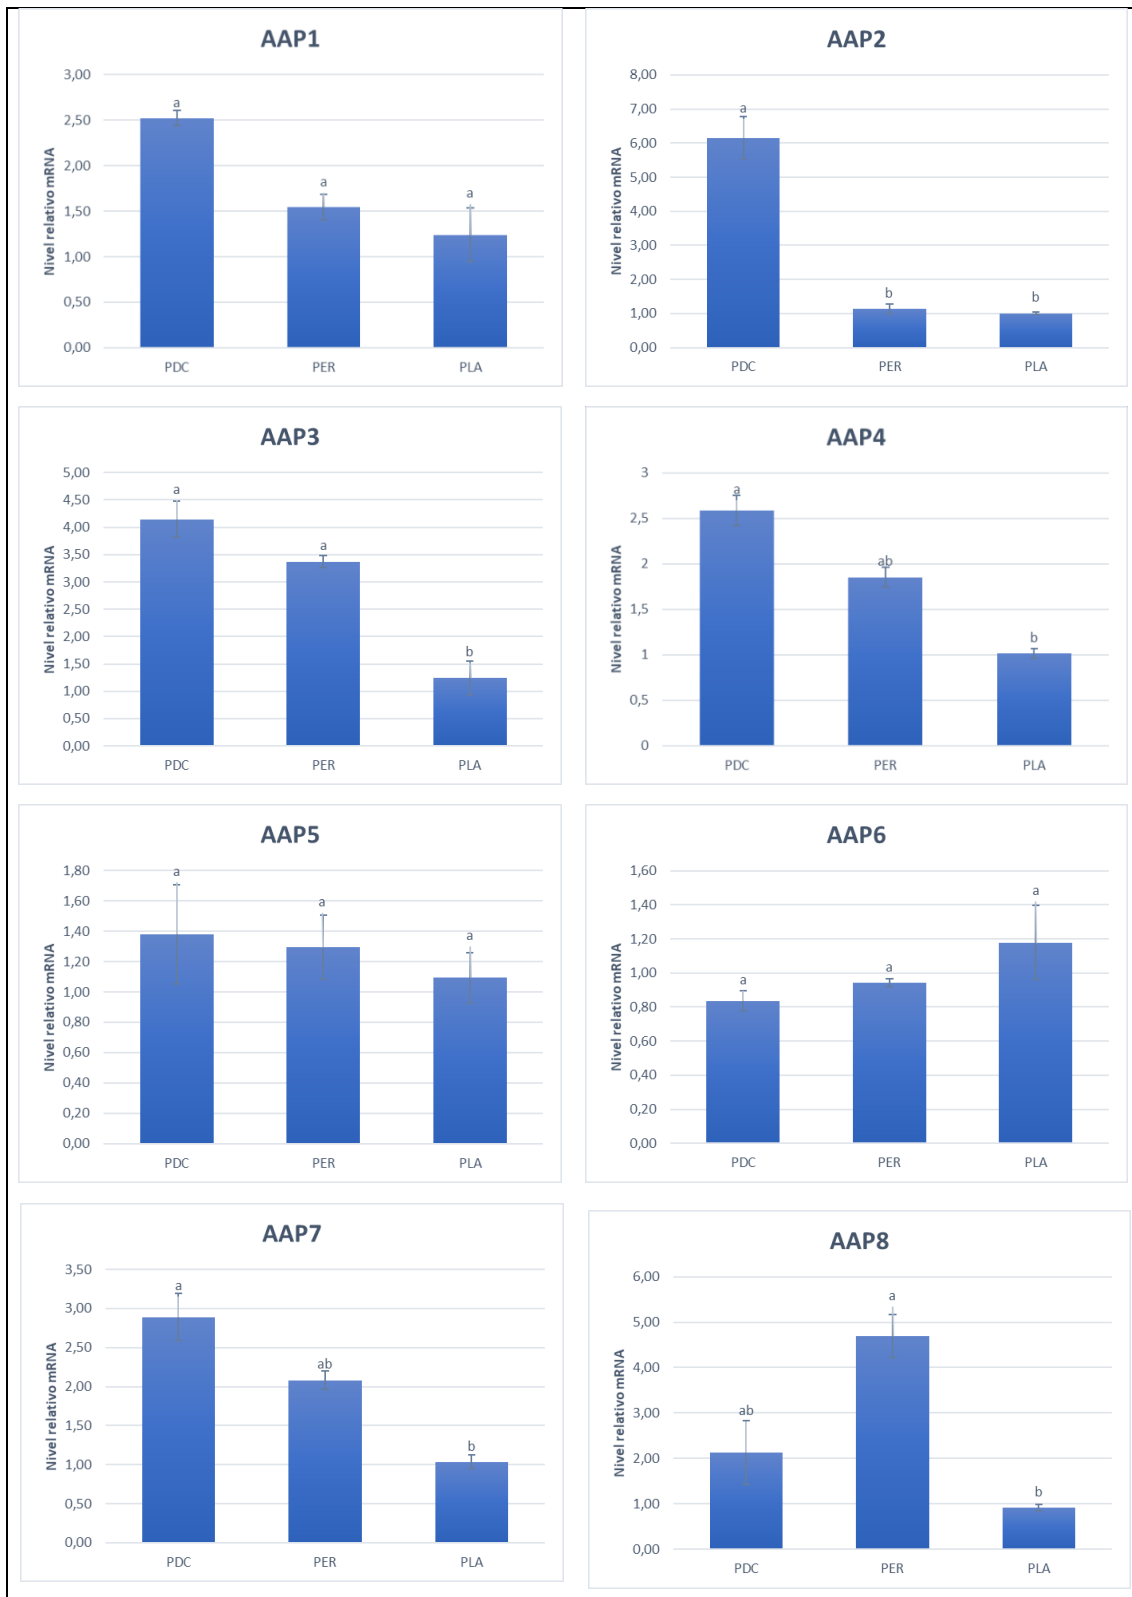 AAP1
Nivel relativo mRNA
3,00
2,50
2,00
1,50
1,00
0,50
0,00
a
a
a
PDC PER PLA
AAP2
Nivel relativo mRNA
8,00
7,00
6,00
5,00
4,00
3,00
2,00
1,00
0,00
a
b
b
PDC PER PLA
AAP3
Nivel relativo mRNA
5,00
4,50
4,00
3,50
3,00
2,50
2,00
1,50
1,00
0,50
0,00
a
a
b
PDC PER PLA
AAP4
Nivel relativo mRNA
3
2,5
2
1,5
1
0,5
0
a
ab
b
PDC PER PLA
AAP5
Nivel relativo mRNA
1,80
1,60
1,40
1,20
1,00
0,80
0,60
0,40
0,20
0,00
a
a
a
PDC PER PLA
AAP6
Nivel relativo mRNA
1,60
1,40
1,20
1,00
0,80
0,60
0,40
0,20
0,00
a
a
a
PDC PER PLA
AAP7
Nivel relativo mRNA
3,50
3,00
2,50
2,00
1,50
1,00
0,50
0,00
a
ab
b
PDC PER PLA
AAP8
Nivel relativo mRNA
6,00
5,00
4,00
3,00
2,00
1,00
0,00
ab
a
b
PDC PER PLA